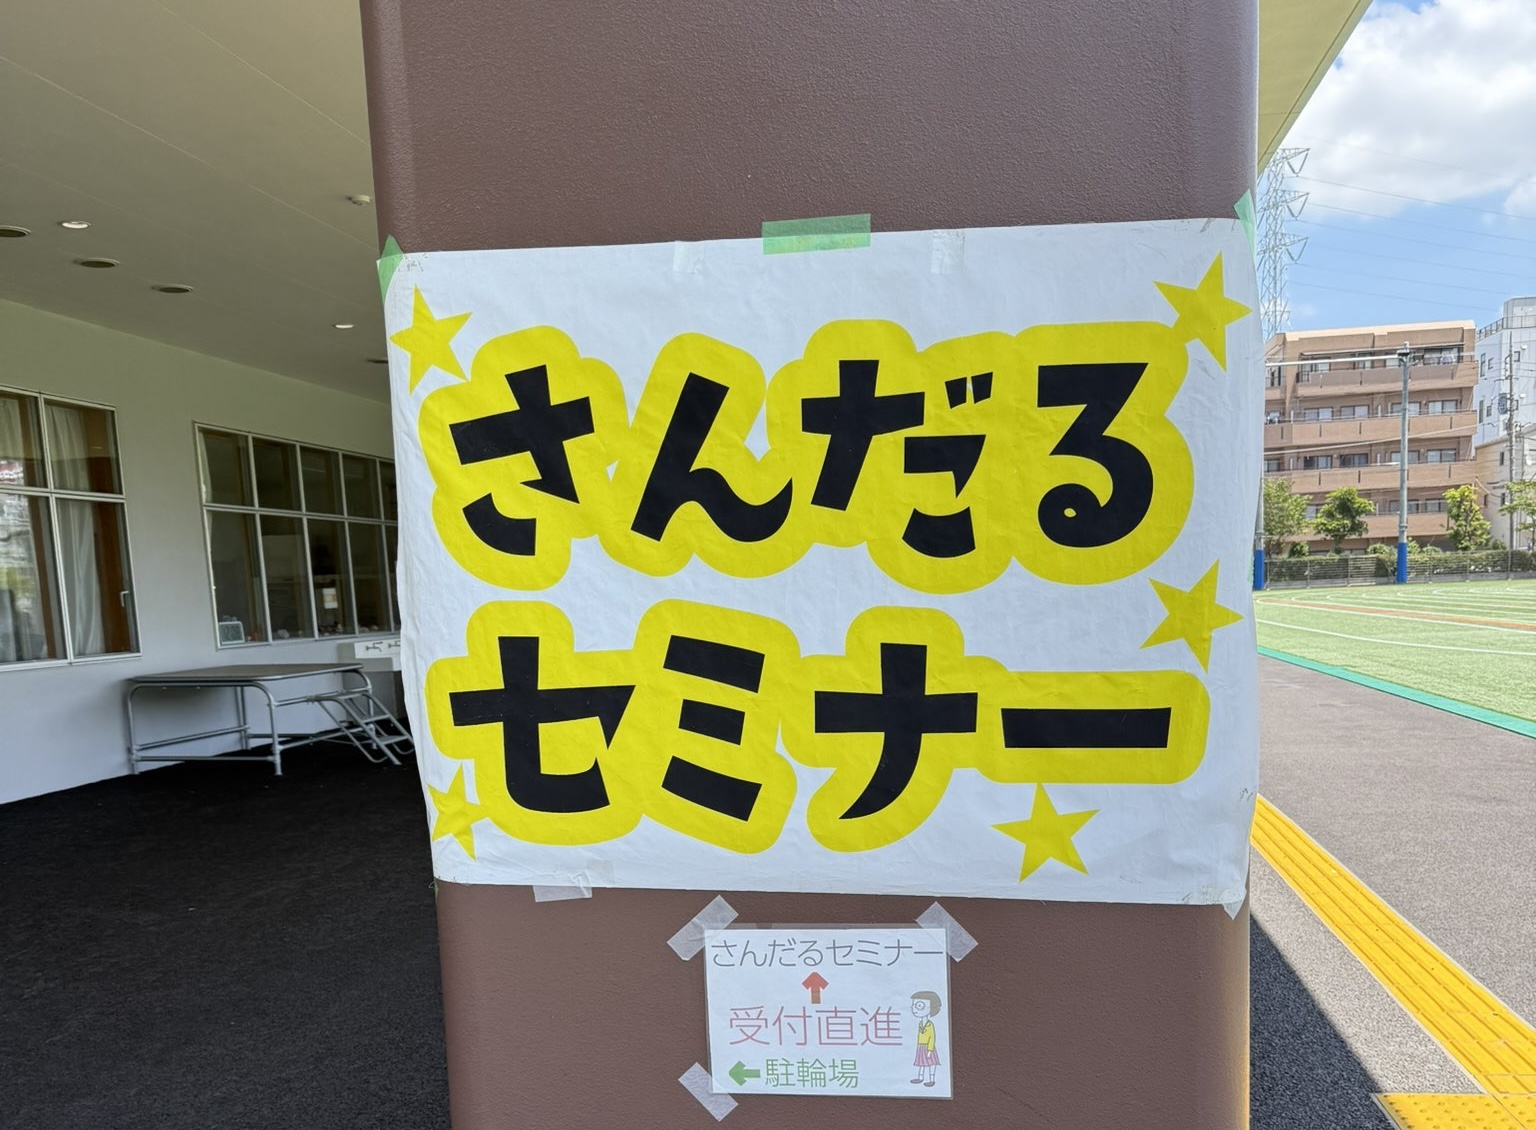 さんだる
セミナー
さんだるセミナー
受付直進
駐輪場